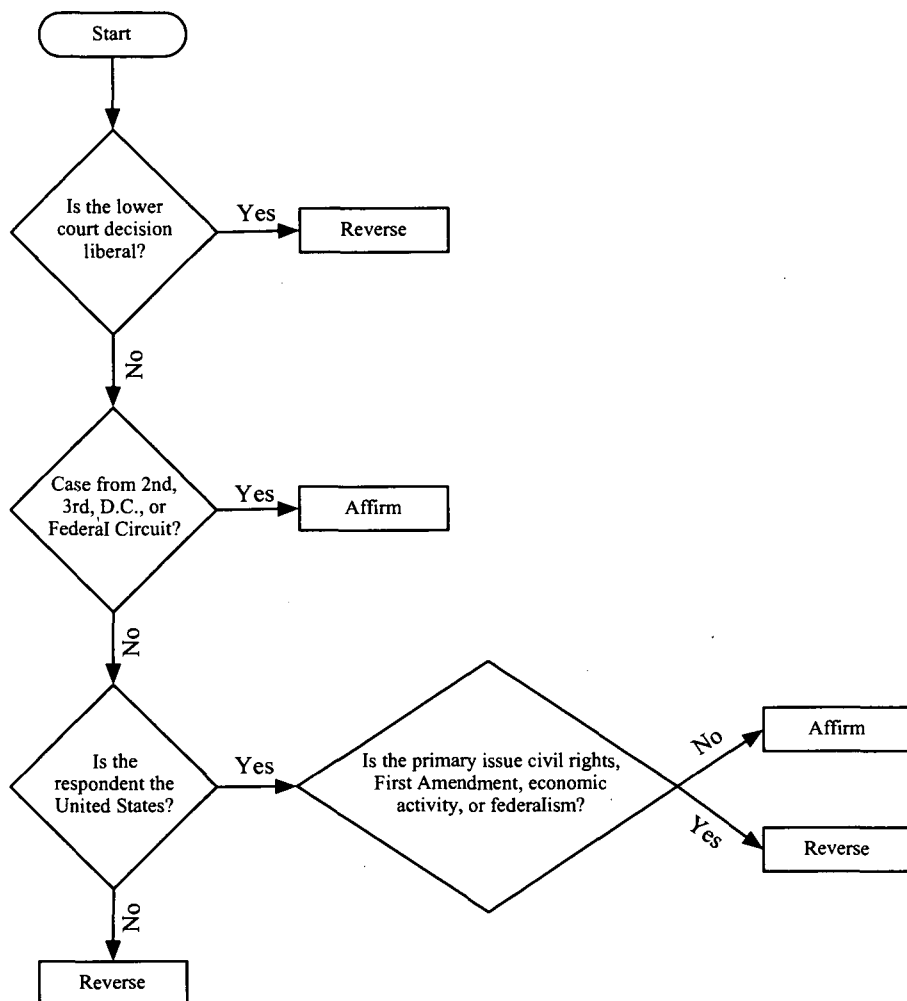 Start
Is the lower
court decision
liberal?
Yes
Reverse
No
Case from 2nd,
3rd, D.C., or
Federal Circuit?
Yes
Affirm
No
Is the
respondent the
United States?
Yes
Is the primary issue civil rights,
First Amendment, economic
activity, or federalism?
No
Affirm
Yes
Reverse
No
Reverse